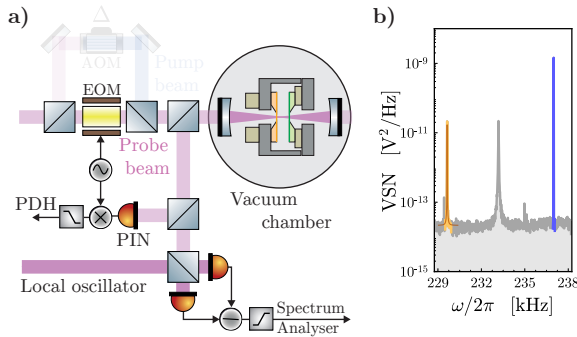 a)
Δ
AOM
Pump
beam
EOM
Probe
beam
PDH
PIN
Vacuum
chamber
Local oscillator
Spectrum
Analyser
b)
VSN [V²/Hz]
10⁻⁹
10⁻¹¹
10⁻¹³
10⁻¹⁵
229 232 235 238
ω/2π [kHz]